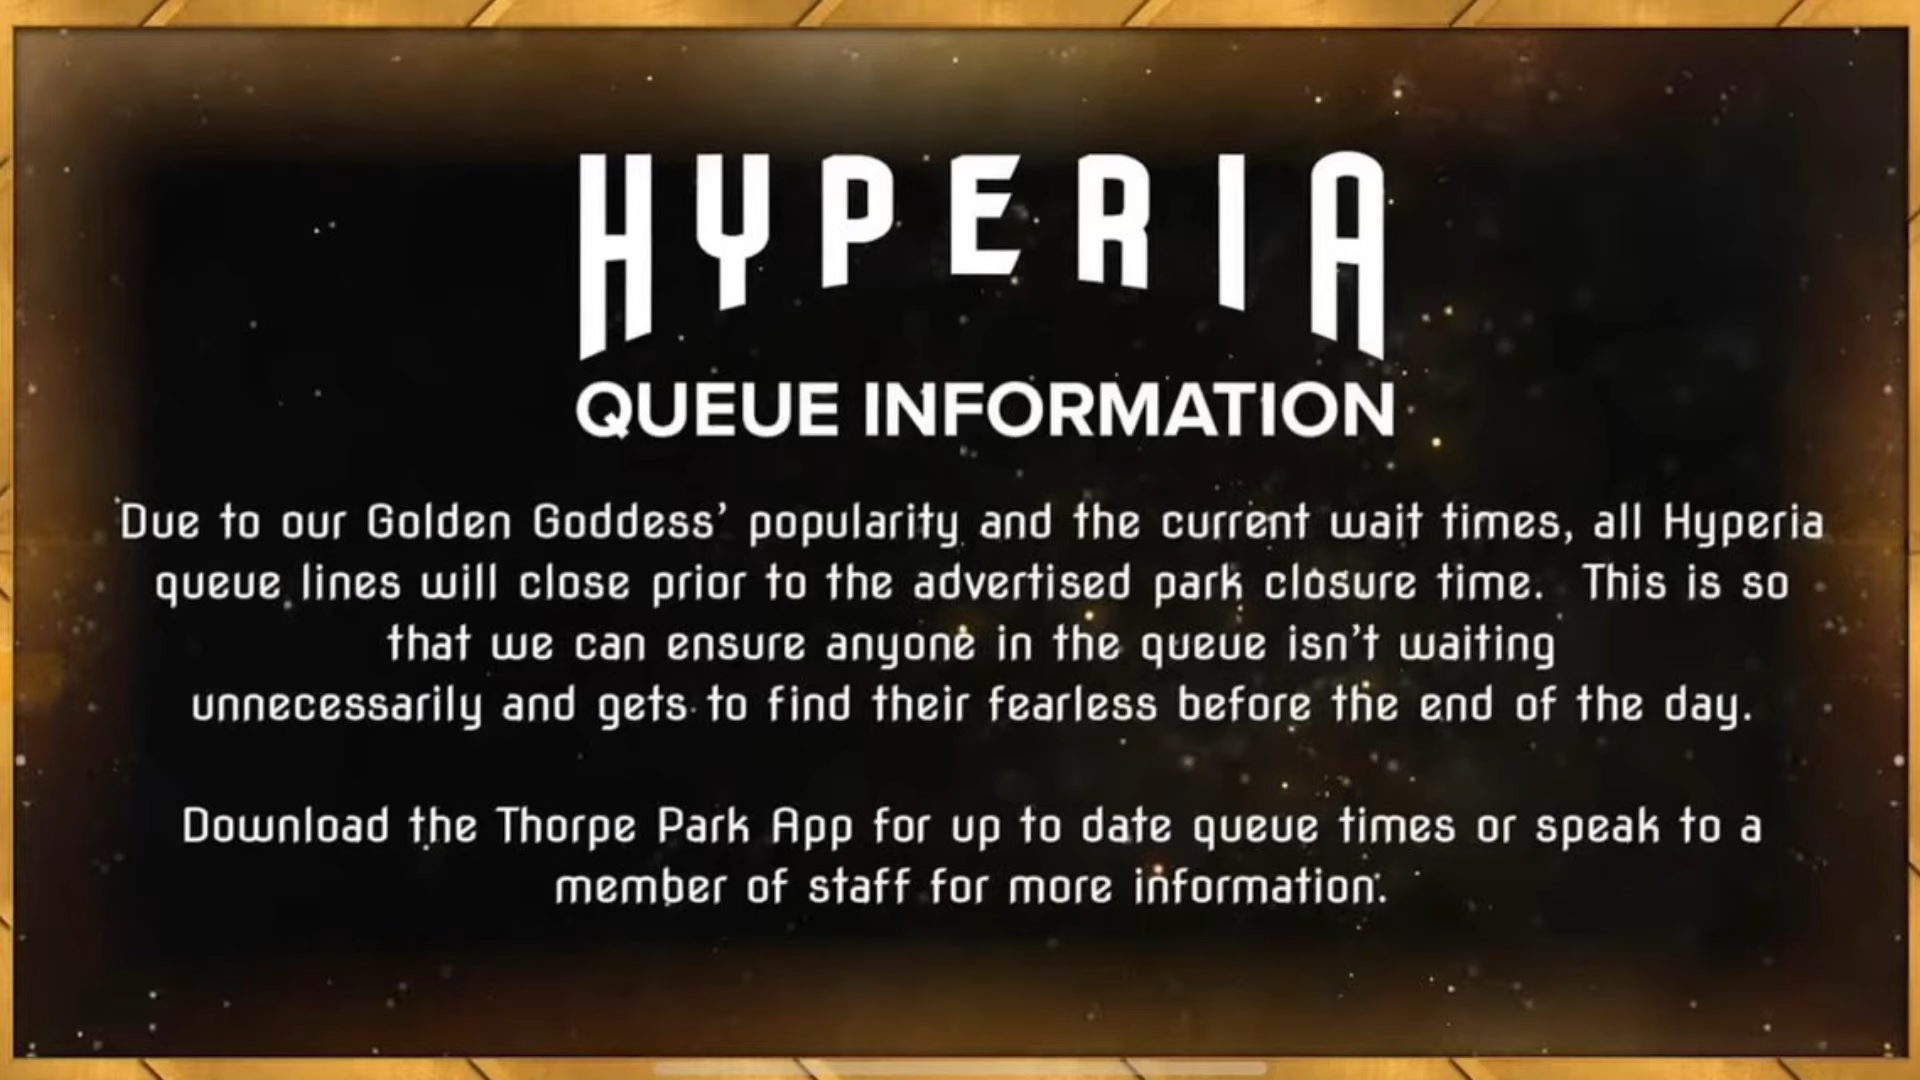 HYPERIA
QUEUE INFORMATION
Due to our Golden Goddess’ popularity and the current wait times, all Hyperia
queue lines will close prior to the advertised park closure time. This is so
that we can ensure anyone in the queue isn’t waiting
unnecessarily and gets to find their fearless before the end of the day.
Download the Thorpe Park App for up to date queue times or speak to a
member of staff for more information.